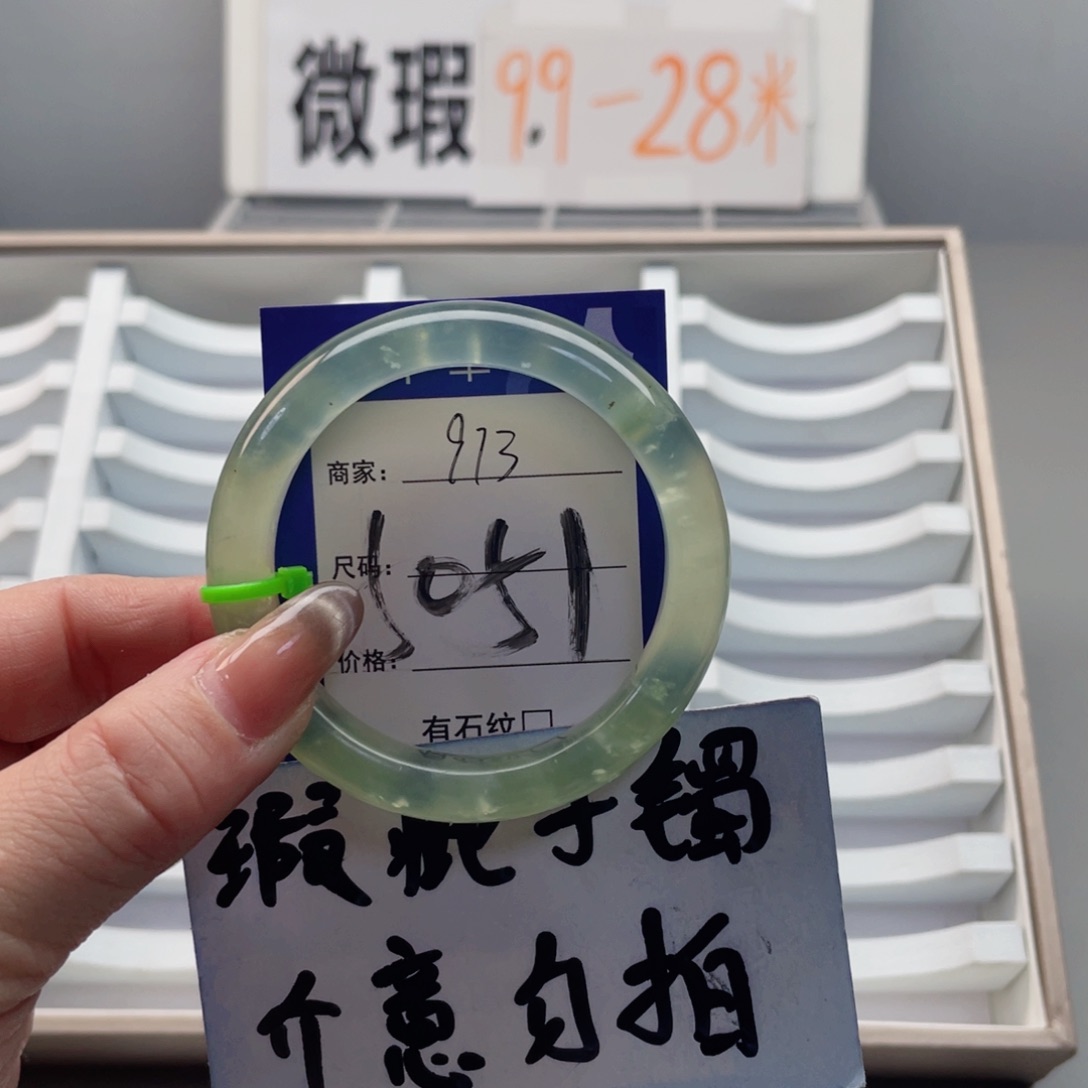 微瑕 9.9-28米
商家：913
尺码：
价格：
有石纹□
瑕疵手镯
介意勿拍